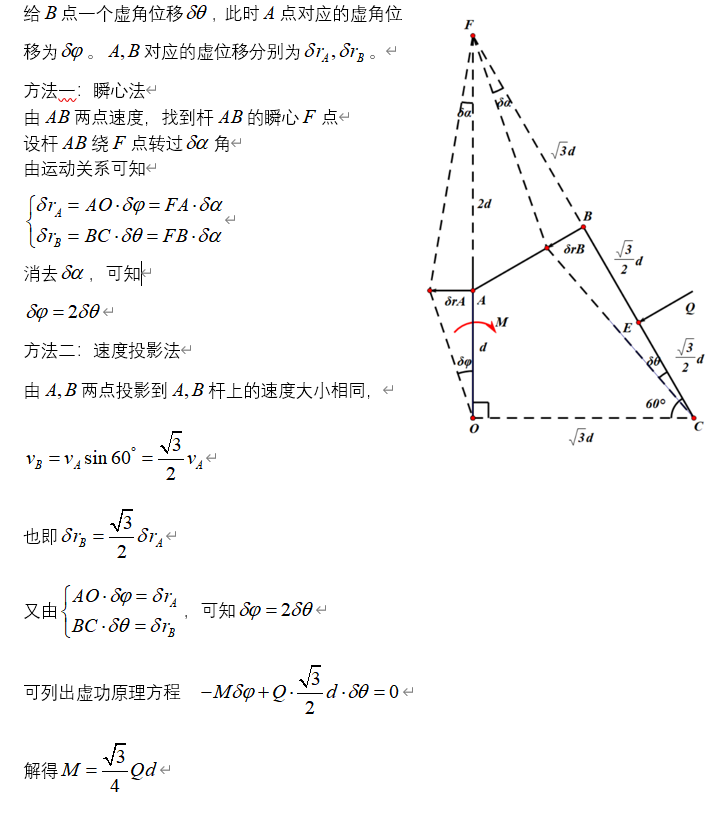 给 B 点一个虚角位移 δθ ，此时 A 点对应的虚角位
移为 δφ 。 A, B 对应的虚位移分别为 δr_A, δr_B 。↵
方法一：瞬心法↵
由 AB 两点速度，找到杆 AB 的瞬心 F 点↵
设杆 AB 绕 F 点转过 δα 角↵
由运动关系可知↵
{ δr_A = AO·δφ = FA·δα
δr_B = BC·δθ = FB·δα ↵
消去 δα ，可知↵
δφ = 2δθ ↵
方法二：速度投影法↵
由 A, B 两点投影到 A, B 杆上的速度大小相同，↵
v_B = v_A sin 60° = √3/2 v_A ↵
也即 δr_B = √3/2 δr_A ↵
又由 { AO·δφ = δr_A
BC·δθ = δr_B ，可知 δφ = 2δθ ↵
可列出虚功原理方程 −Mδφ + Q·√3/2 d·δθ = 0 ↵
解得 M = √3/4 Qd ↵
F
δα
δα
√3d
2d
B
δrB
√3/2 d
δrA
A
M
E
Q
d
δφ
δθ
√3/2 d
60°
O
√3d
C